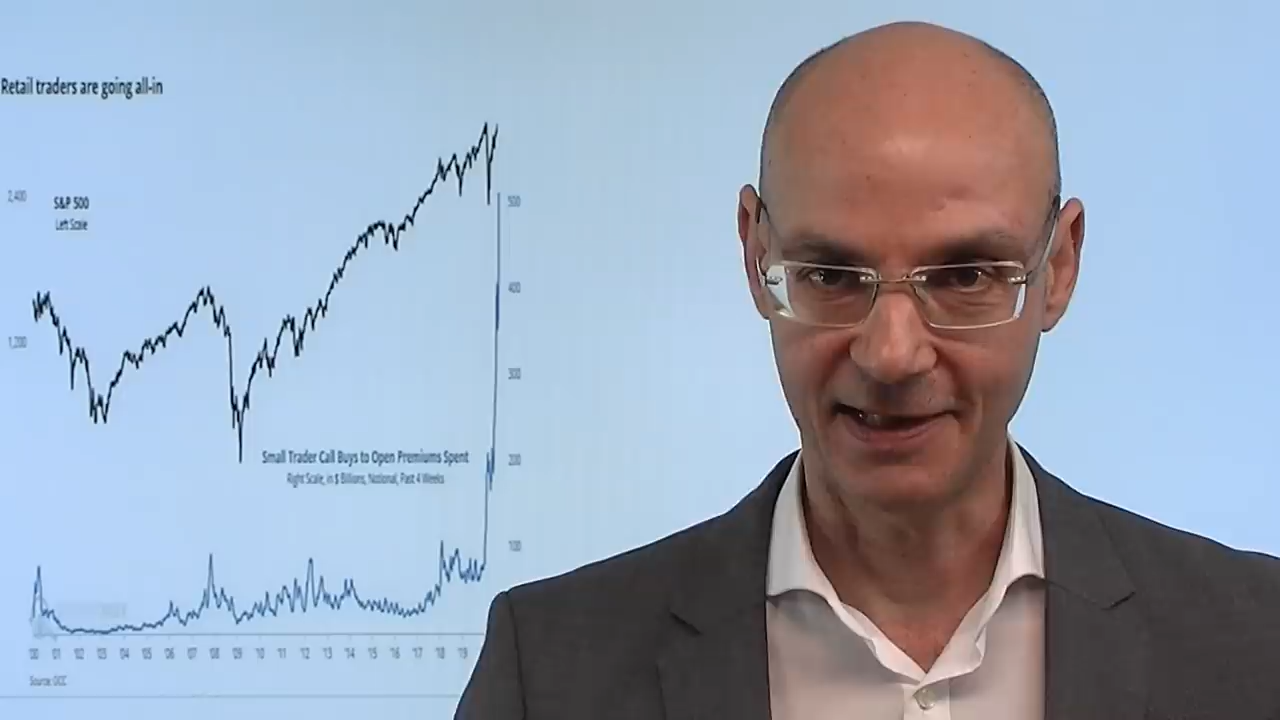 Retail traders are going all-in
2,400
S&P 500
Left Scale
500
400
1,200
300
Small Trader Call Buys to Open Premiums Spent
Right Scale, in $ Billions, Notional, Past 4 Weeks
200
100
'00 '01 '02 '03 '04 '05 '06 '07 '08 '09 '10 '11 '12 '13 '14 '15 '16 '17 '18 '19
Source: OCC